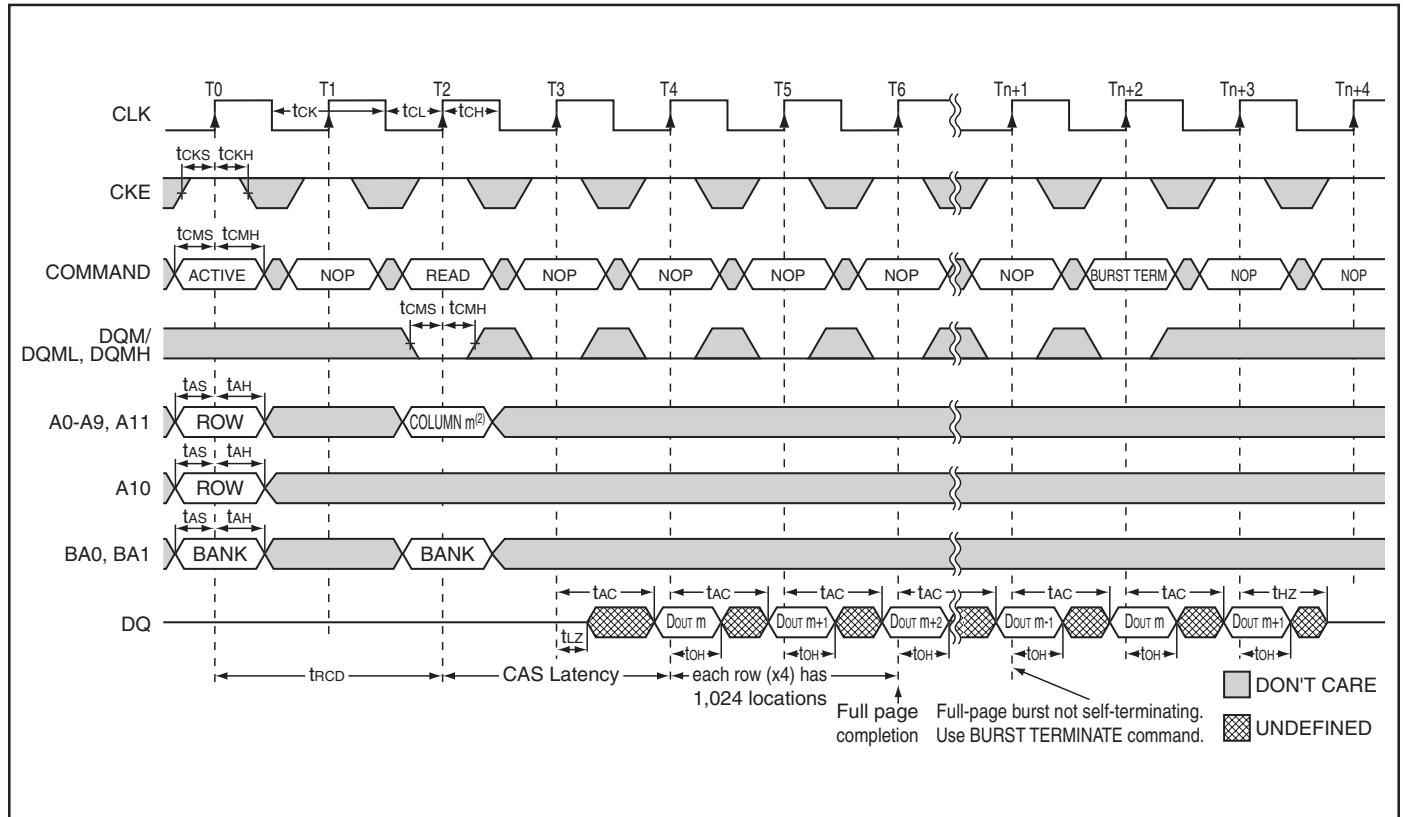 T0 T1 T2 T3 T4 T5 T6 Tn+1 Tn+2 Tn+3 Tn+4
CLK
tCK tCL tCH
tCKS tCKH
CKE
tCMS tCMH
COMMAND
ACTIVE NOP READ NOP NOP NOP NOP NOP BURST TERM NOP NOP
tCMS tCMH
DQM/
DQML, DQMH
tAS tAH
A0-A9, A11
ROW COLUMN m(2)
tAS tAH
A10
ROW
tAS tAH
BA0, BA1
BANK BANK
tAC tAC tAC tAC tAC tAC tHZ
DQ
DOUT m DOUT m+1 DOUT m+2 DOUT m-1 DOUT m DOUT m+1
tLZ
tOH tOH tOH tOH tOH tOH
tRCD CAS Latency each row (x4) has
1,024 locations
Full page
completion
Full-page burst not self-terminating.
Use BURST TERMINATE command.
DON'T CARE
UNDEFINED